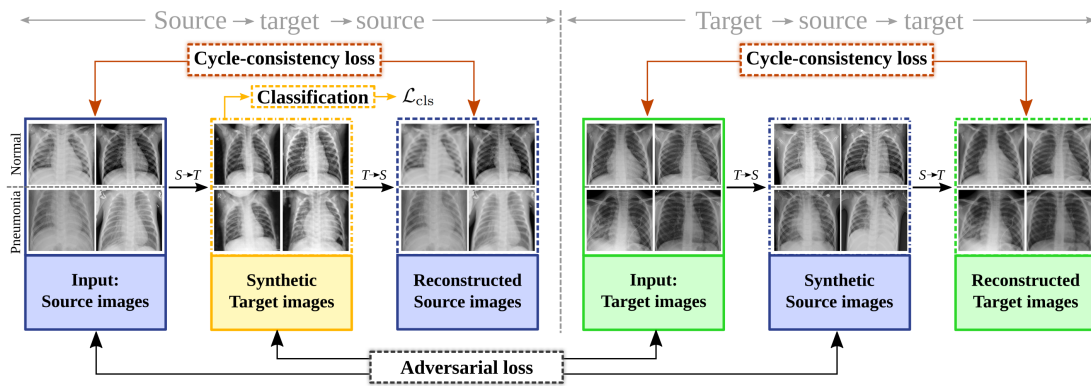 Source → target → source
Target → source → target
Cycle-consistency loss
Cycle-consistency loss
Classification
ℒcls
Normal
Pneumonia
S→T
T→S
T→S
S→T
Input:
Source images
Synthetic
Target images
Reconstructed
Source images
Input:
Target images
Synthetic
Source images
Reconstructed
Target images
Adversarial loss